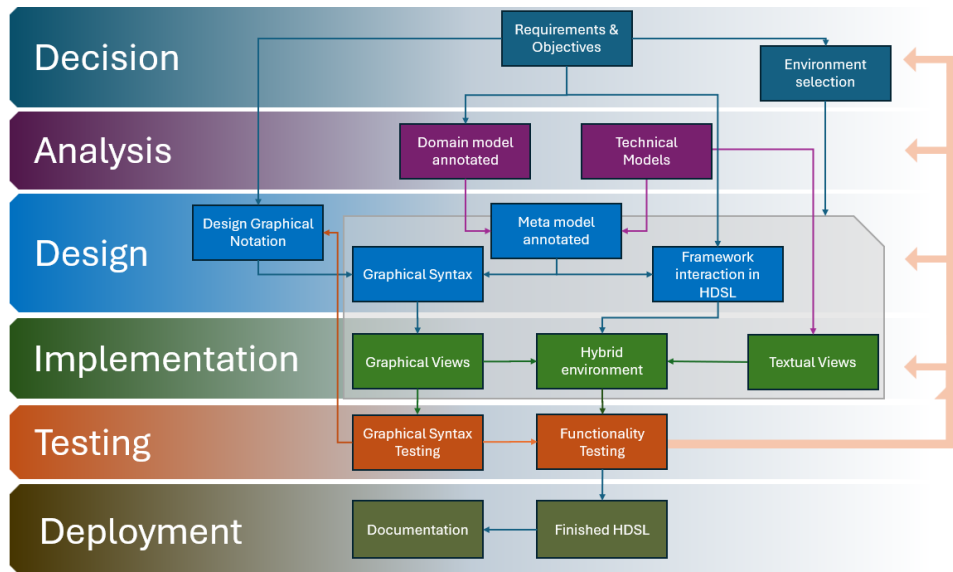 Decision
Requirements &
Objectives
Environment
selection
Analysis
Domain model
annotated
Technical
Models
Design
Design Graphical
Notation
Meta model
annotated
Graphical Syntax
Framework
interaction in
HDSL
Implementation
Graphical Views
Hybrid
environment
Textual Views
Testing
Graphical Syntax
Testing
Functionality
Testing
Deployment
Documentation
Finished HDSL